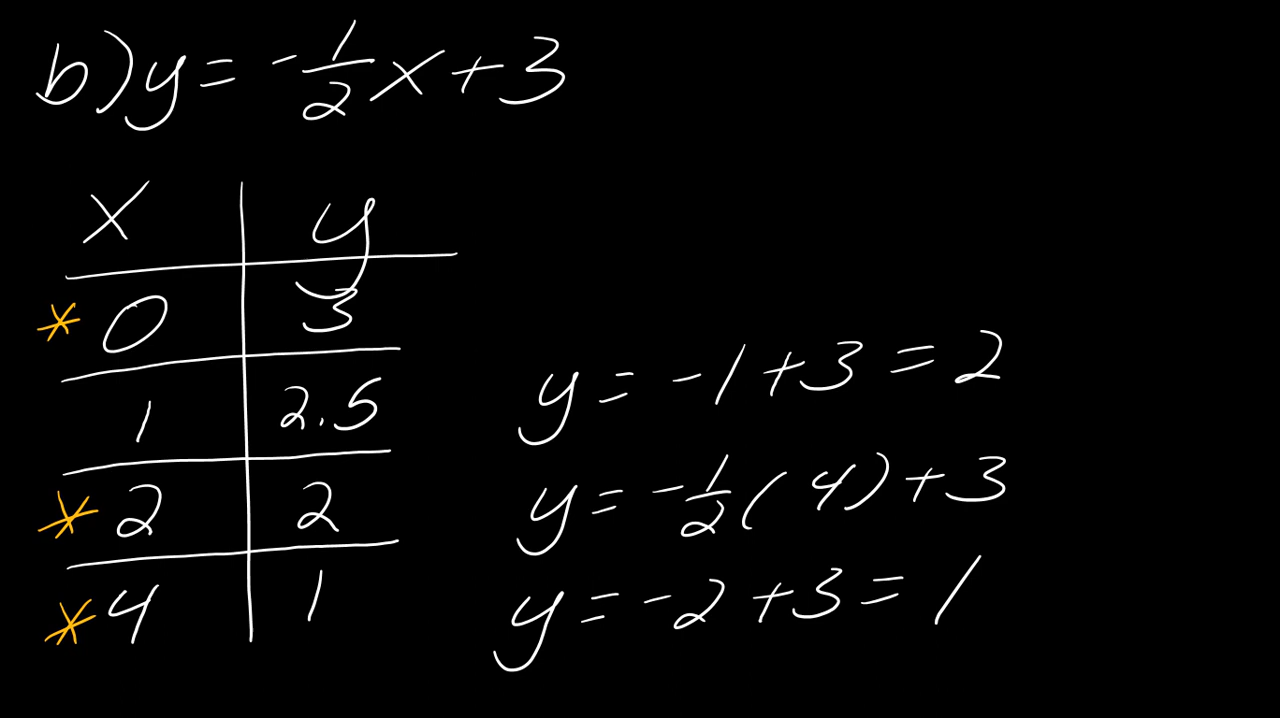 b) y = -1/2 x + 3
x y
* 0 3
1 2.5
y = -1 + 3 = 2
* 2 2
y = -1/2 ( 4) + 3
* 4 1
y = -2 + 3 = 1